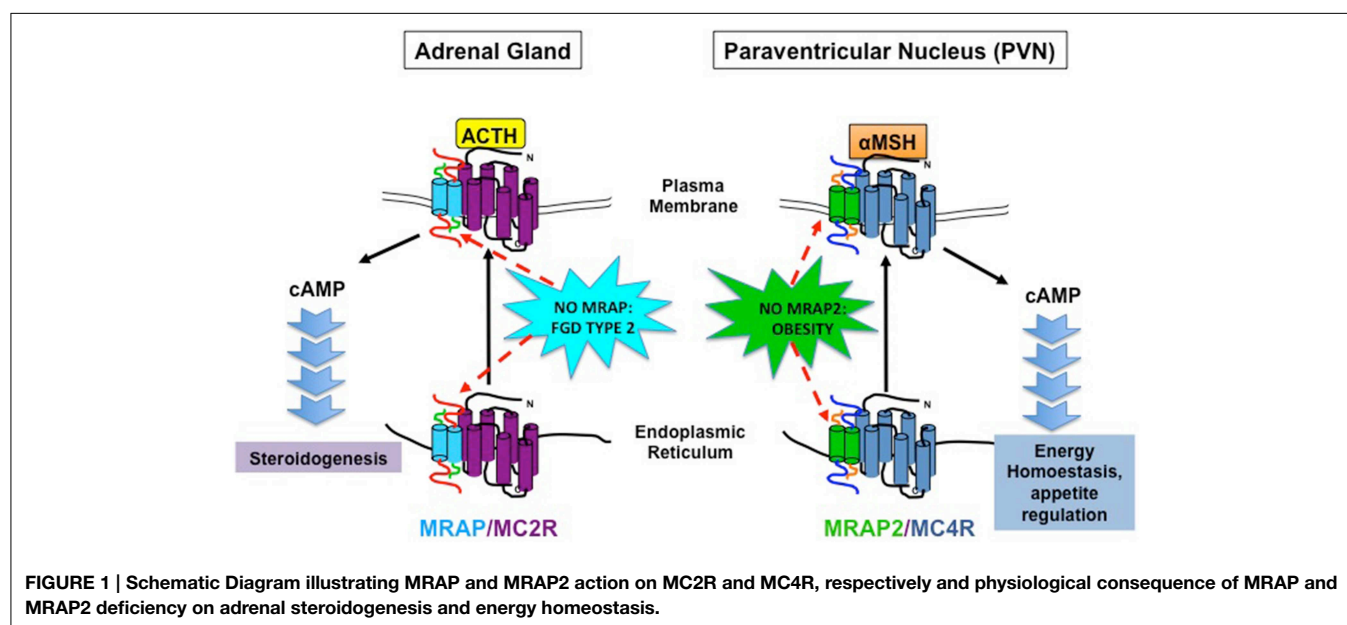 Adrenal Gland
Paraventricular Nucleus (PVN)
ACTH
N
αMSH
N
Plasma
Membrane
C
C
cAMP
cAMP
NO MRAP:
FGD TYPE 2
NO MRAP2:
OBESITY
N
N
Steroidogenesis
Endoplasmic
Reticulum
Energy
Homoestasis,
appetite
regulation
C
C
MRAP/MC2R
MRAP2/MC4R
FIGURE 1 | Schematic Diagram illustrating MRAP and MRAP2 action on MC2R and MC4R, respectively and physiological consequence of MRAP and
MRAP2 deficiency on adrenal steroidogenesis and energy homeostasis.